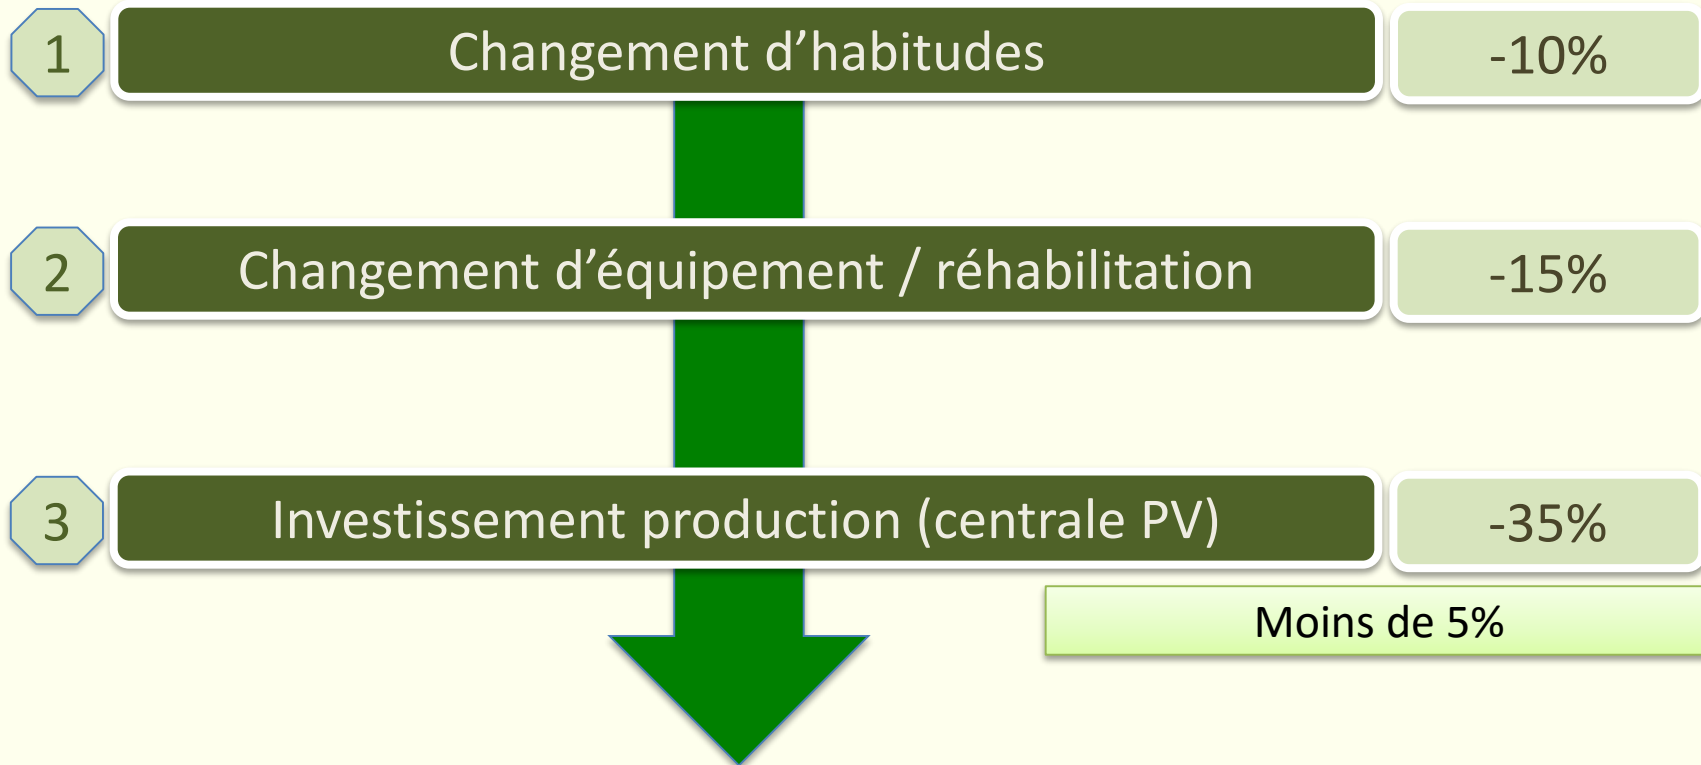 1
Changement d’habitudes
-10%
2
Changement d’équipement / réhabilitation
-15%
3
Investissement production (centrale PV)
-35%
Moins de 5%